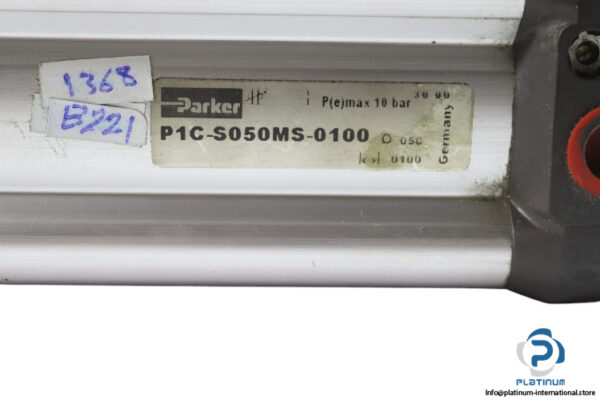 1368
B221
Parker
P(e)max 10 bar
30 00
P1C-S050MS-0100
050
0100
Germany
PLATINUM
Info@platinum-international.store